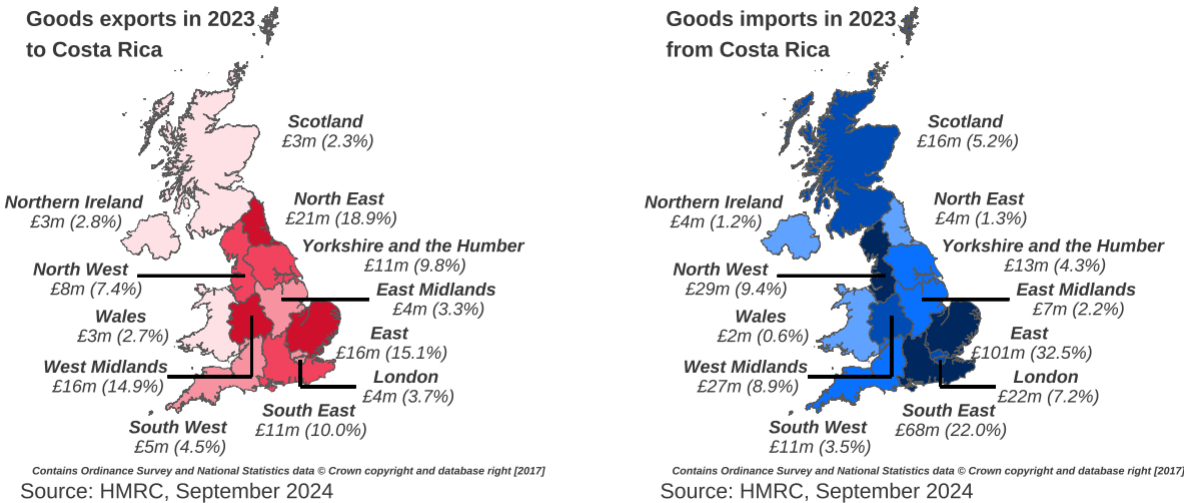 Goods exports in 2023
to Costa Rica
Scotland
£3m (2.3%)
Northern Ireland
£3m (2.8%)
North East
£21m (18.9%)
Yorkshire and the Humber
£11m (9.8%)
North West
£8m (7.4%)
East Midlands
£4m (3.3%)
Wales
£3m (2.7%)
East
£16m (15.1%)
West Midlands
£16m (14.9%)
London
£4m (3.7%)
South East
£11m (10.0%)
South West
£5m (4.5%)
Contains Ordinance Survey and National Statistics data © Crown copyright and database right [2017]
Source: HMRC, September 2024
Goods imports in 2023
from Costa Rica
Scotland
£16m (5.2%)
Northern Ireland
£4m (1.2%)
North East
£4m (1.3%)
Yorkshire and the Humber
£13m (4.3%)
North West
£29m (9.4%)
East Midlands
£7m (2.2%)
Wales
£2m (0.6%)
East
£101m (32.5%)
West Midlands
£27m (8.9%)
London
£22m (7.2%)
South East
£68m (22.0%)
South West
£11m (3.5%)
Contains Ordinance Survey and National Statistics data © Crown copyright and database right [2017]
Source: HMRC, September 2024